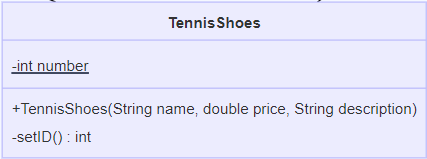 TennisShoes
-int number
+TennisShoes(String name, double price, String description)
-setID() : int